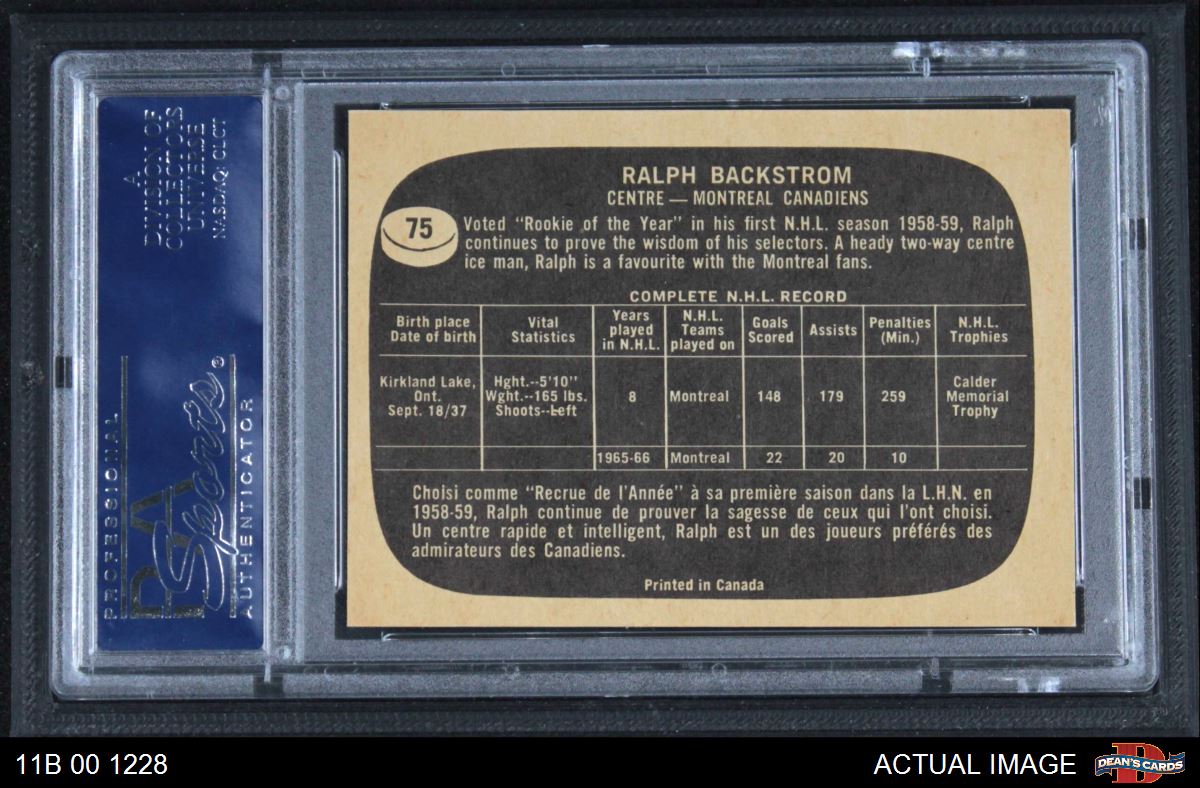 A
DIVISION OF
COLLECTORS
UNIVERSE
NASDAQ: CLCT
PROFESSIONAL
PSA
Sports®
AUTHENTICATOR
RALPH BACKSTROM
CENTRE — MONTREAL CANADIENS
75
Voted "Rookie of the Year" in his first N.H.L. season 1958-59, Ralph
continues to prove the wisdom of his selectors. A heady two-way centre
ice man, Ralph is a favourite with the Montreal fans.
COMPLETE N.H.L. RECORD
Birth place
Date of birth
Vital
Statistics
Years
played
in N.H.L.
N.H.L.
Teams
played on
Goals
Scored
Assists
Penalties
(Min.)
N.H.L.
Trophies
Kirkland Lake,
Ont.
Sept. 18/37
Hght.--5'10"
Wght.--165 lbs.
Shoots--Left
8
Montreal
148
179
259
Calder
Memorial
Trophy
1965-66
Montreal
22
20
10
Choisi comme "Recrue de l'Année" à sa première saison dans la L.H.N. en
1958-59, Ralph continue de prouver la sagesse de ceux qui l'ont choisi.
Un centre rapide et intelligent, Ralph est un des joueurs préférés des
admirateurs des Canadiens.
Printed in Canada
11B 00 1228
ACTUAL IMAGE
D
DEAN'S CARDS